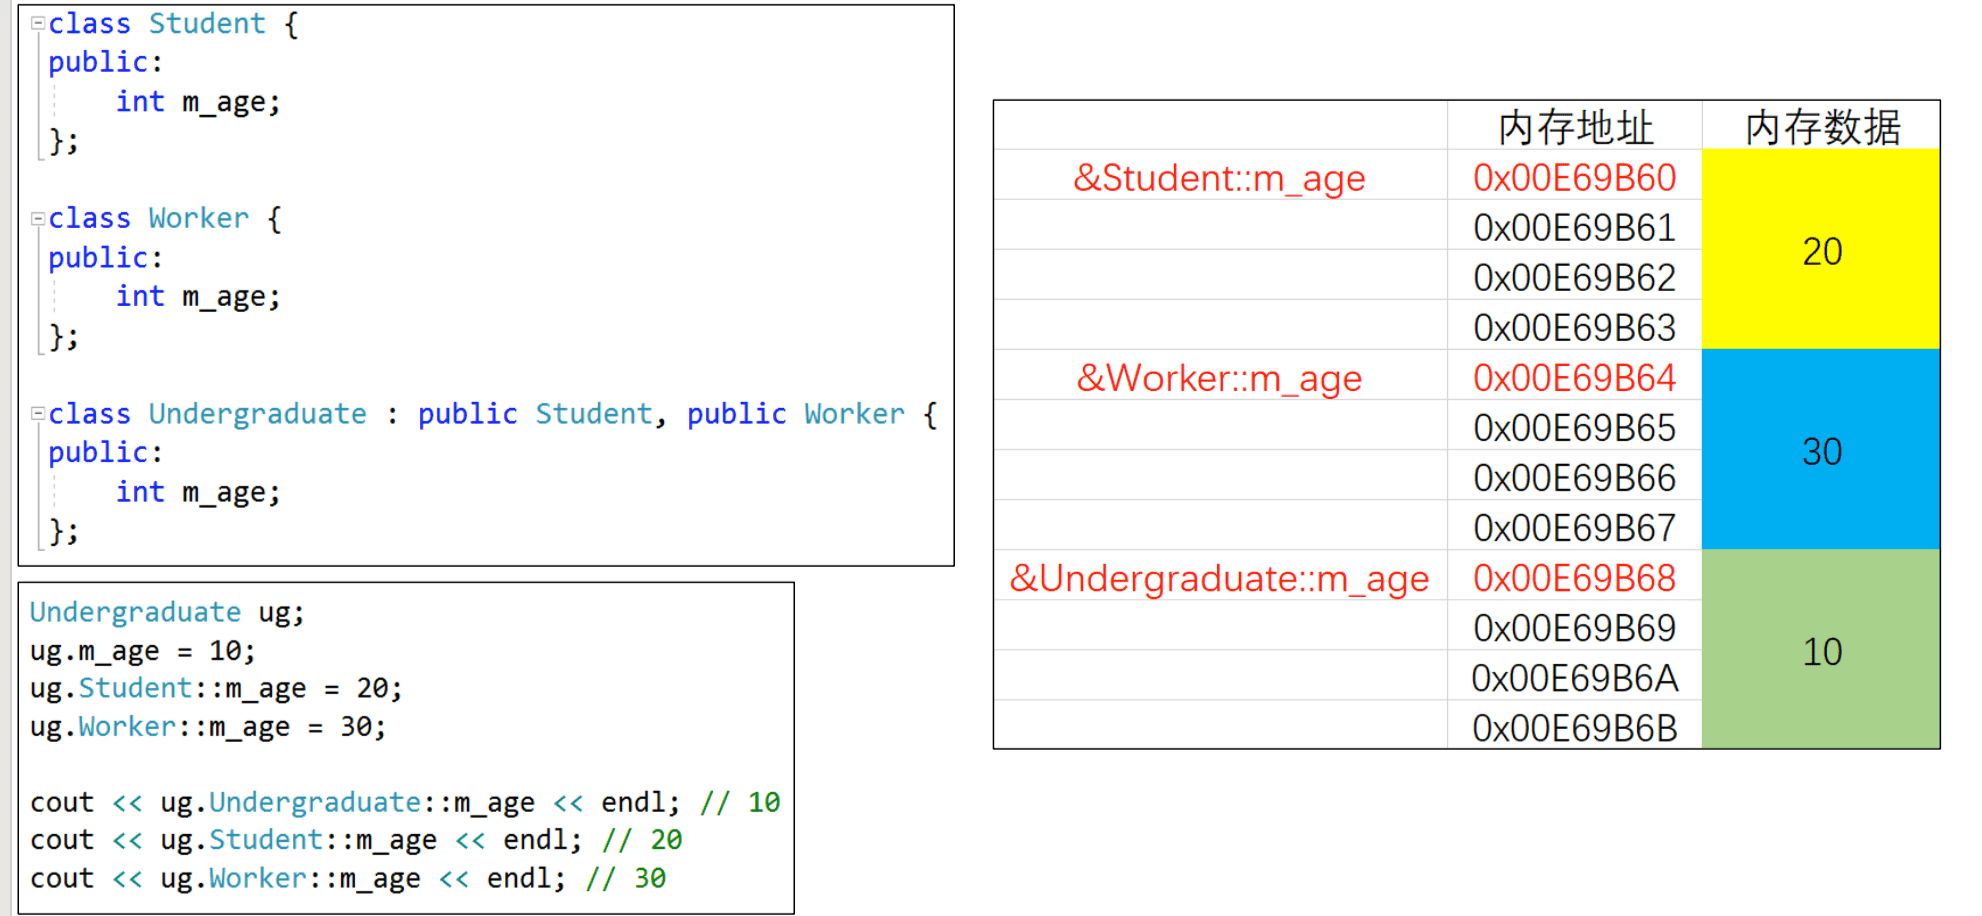 class Student {
public:
    int m_age;
};
class Worker {
public:
    int m_age;
};
class Undergraduate : public Student, public Worker {
public:
    int m_age;
};
Undergraduate ug;
ug.m_age = 10;
ug.Student::m_age = 20;
ug.Worker::m_age = 30;
cout << ug.Undergraduate::m_age << endl; // 10
cout << ug.Student::m_age << endl; // 20
cout << ug.Worker::m_age << endl; // 30
内存地址 内存数据
&Student::m_age 0x00E69B60
0x00E69B61
20
0x00E69B62
0x00E69B63
&Worker::m_age 0x00E69B64
0x00E69B65
30
0x00E69B66
0x00E69B67
&Undergraduate::m_age 0x00E69B68
0x00E69B69
10
0x00E69B6A
0x00E69B6B